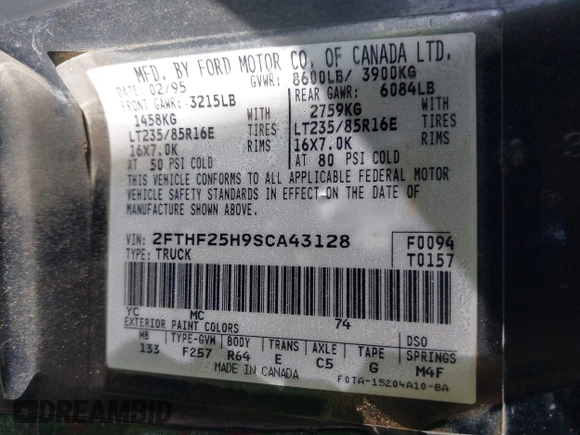 MFD. BY FORD MOTOR CO. OF CANADA LTD.
DATE: 02/95 GVWR: 8600LB/ 3900KG
FRONT GAWR: 3215LB REAR GAWR: 6084LB
1458KG WITH 2759KG WITH
LT235/85R16E TIRES LT235/85R16E TIRES
16X7.0K RIMS 16X7.0K RIMS
AT 50 PSI COLD AT 80 PSI COLD
THIS VEHICLE CONFORMS TO ALL APPLICABLE FEDERAL MOTOR
VEHICLE SAFETY STANDARDS IN EFFECT ON THE DATE OF
MANUFACTURE SHOWN ABOVE.
VIN: 2FTHF25H9SCA43128 F0094
TYPE: TRUCK T0157
YC MC 74
EXTERIOR PAINT COLORS DSO
WB TYPE-GVW BODY TRANS AXLE TAPE SPRINGS
133 F257 R64 E C5 G M4F
MADE IN CANADA F0TA-15204A10-BA
DREAMBID